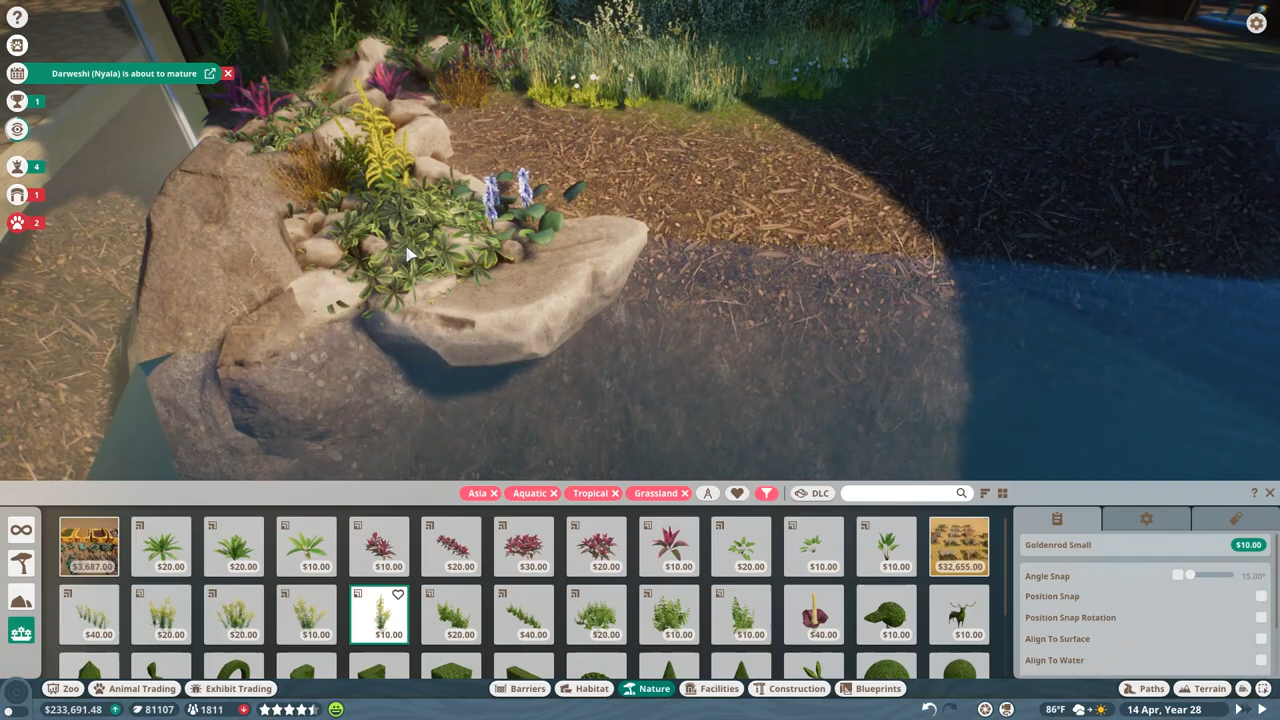 ?
Darweshi (Nyala) is about to mature
1
4
1
2
Asia
Aquatic
Tropical
Grassland
DLC
?
$3,687.00
$20.00
$20.00
$10.00
$10.00
$20.00
$30.00
$20.00
$10.00
$20.00
$10.00
$10.00
$32,655.00
$40.00
$20.00
$20.00
$10.00
$10.00
$20.00
$40.00
$20.00
$10.00
$10.00
$40.00
$10.00
$10.00
Goldenrod Small
$10.00
Angle Snap
15.00°
Position Snap
Position Snap Rotation
Align To Surface
Align To Water
Zoo
Animal Trading
Exhibit Trading
Barriers
Habitat
Nature
Facilities
Construction
Blueprints
Paths
Terrain
$233,691.48
81107
1811
86°F
14 Apr, Year 28